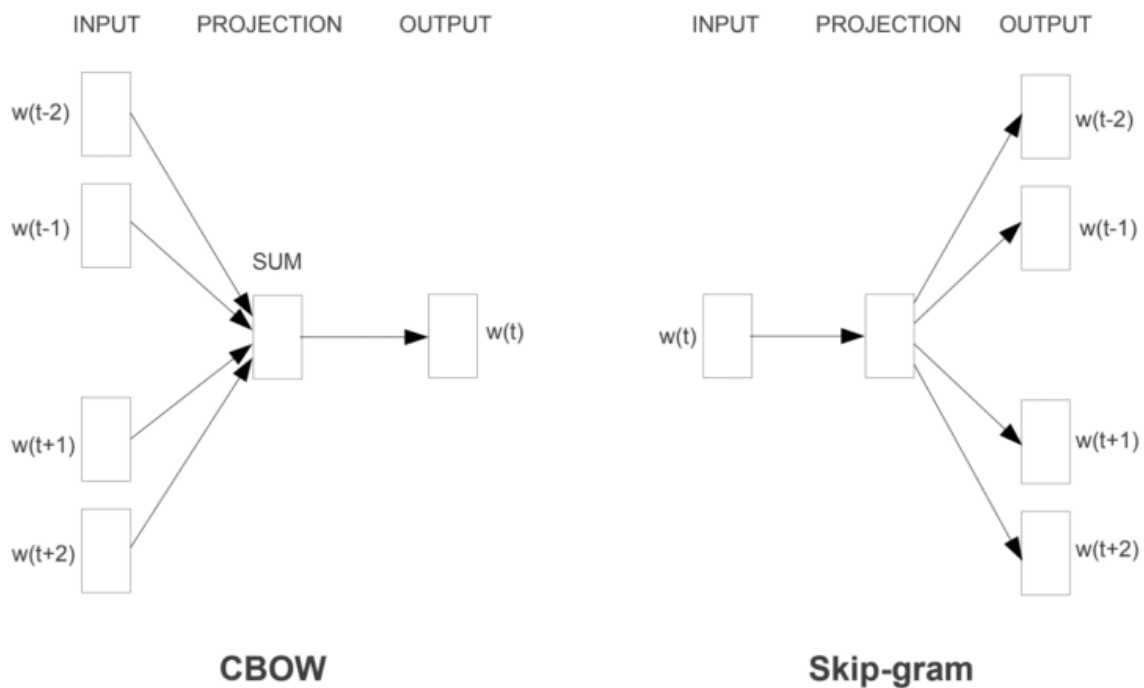 INPUT PROJECTION OUTPUT
w(t-2)
w(t-1)
SUM
w(t)
w(t+1)
w(t+2)
CBOW
INPUT PROJECTION OUTPUT
w(t-2)
w(t-1)
w(t)
w(t+1)
w(t+2)
Skip-gram